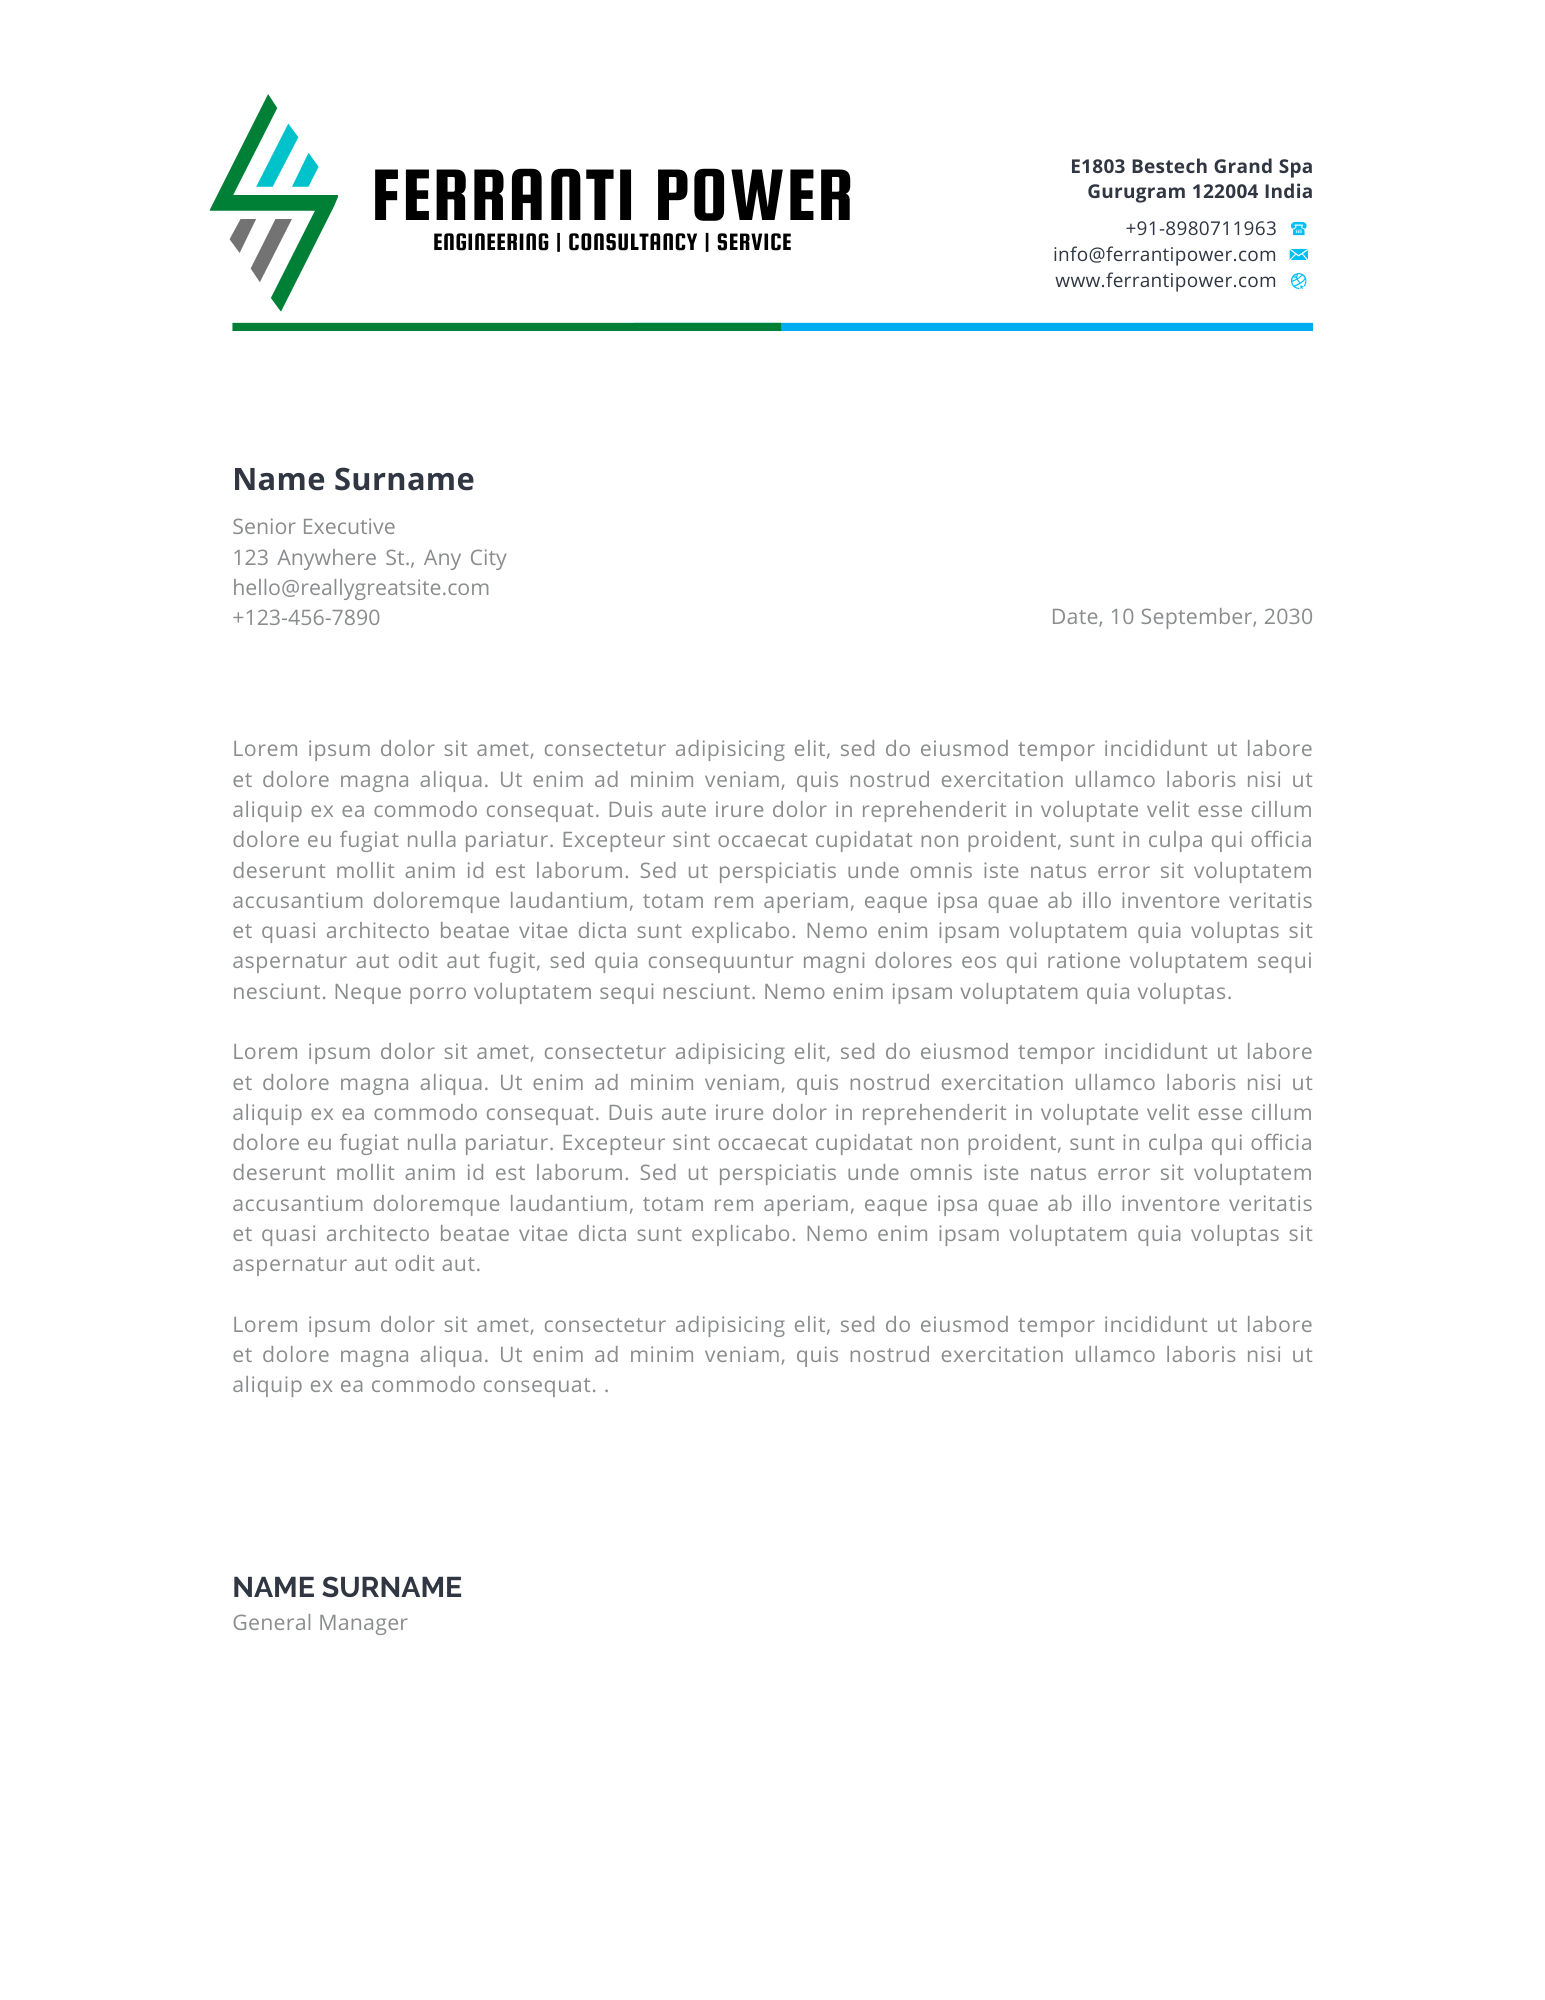 FERRANTI POWER
ENGINEERING | CONSULTANCY | SERVICE
E1803 Bestech Grand Spa
Gurugram 122004 India
+91-8980711963
info@ferrantipower.com
www.ferrantipower.com
Name Surname
Senior Executive
123 Anywhere St., Any City
hello@reallygreatsite.com
+123-456-7890
Date, 10 September, 2030
Lorem ipsum dolor sit amet, consectetur adipisicing elit, sed do eiusmod tempor incididunt ut labore
et dolore magna aliqua. Ut enim ad minim veniam, quis nostrud exercitation ullamco laboris nisi ut
aliquip ex ea commodo consequat. Duis aute irure dolor in reprehenderit in voluptate velit esse cillum
dolore eu fugiat nulla pariatur. Excepteur sint occaecat cupidatat non proident, sunt in culpa qui officia
deserunt mollit anim id est laborum. Sed ut perspiciatis unde omnis iste natus error sit voluptatem
accusantium doloremque laudantium, totam rem aperiam, eaque ipsa quae ab illo inventore veritatis
et quasi architecto beatae vitae dicta sunt explicabo. Nemo enim ipsam voluptatem quia voluptas sit
aspernatur aut odit aut fugit, sed quia consequuntur magni dolores eos qui ratione voluptatem sequi
nesciunt. Neque porro voluptatem sequi nesciunt. Nemo enim ipsam voluptatem quia voluptas.
Lorem ipsum dolor sit amet, consectetur adipisicing elit, sed do eiusmod tempor incididunt ut labore
et dolore magna aliqua. Ut enim ad minim veniam, quis nostrud exercitation ullamco laboris nisi ut
aliquip ex ea commodo consequat. Duis aute irure dolor in reprehenderit in voluptate velit esse cillum
dolore eu fugiat nulla pariatur. Excepteur sint occaecat cupidatat non proident, sunt in culpa qui officia
deserunt mollit anim id est laborum. Sed ut perspiciatis unde omnis iste natus error sit voluptatem
accusantium doloremque laudantium, totam rem aperiam, eaque ipsa quae ab illo inventore veritatis
et quasi architecto beatae vitae dicta sunt explicabo. Nemo enim ipsam voluptatem quia voluptas sit
aspernatur aut odit aut.
Lorem ipsum dolor sit amet, consectetur adipisicing elit, sed do eiusmod tempor incididunt ut labore
et dolore magna aliqua. Ut enim ad minim veniam, quis nostrud exercitation ullamco laboris nisi ut
aliquip ex ea commodo consequat. .
NAME SURNAME
General Manager